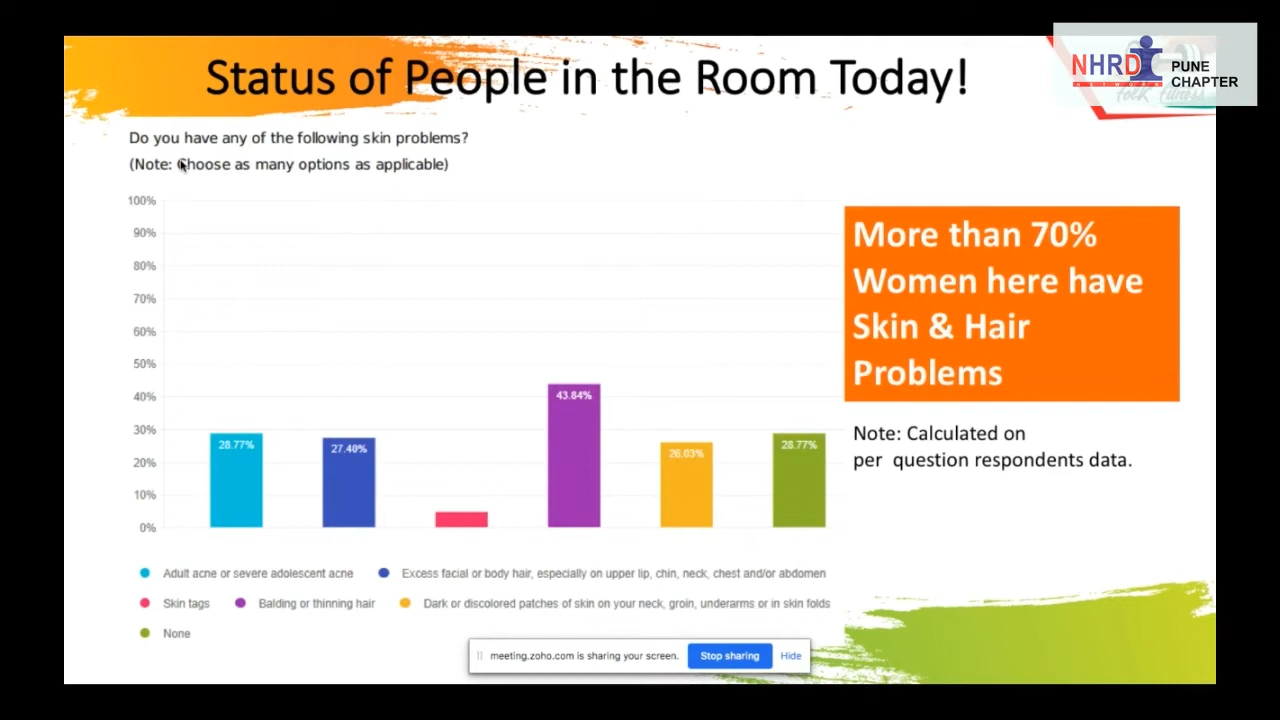 Status of People in the Room Today!
NHRD
NETWORK
PUNE
CHAPTER
folk fitness
Do you have any of the following skin problems?
(Note: Choose as many options as applicable)
100%
90%
80%
70%
60%
50%
40%
30%
20%
10%
0%
28.77%
27.40%
43.84%
26.03%
28.77%
Adult acne or severe adolescent acne
Excess facial or body hair, especially on upper lip, chin, neck, chest and/or abdomen
Skin tags
Balding or thinning hair
Dark or discolored patches of skin on your neck, groin, underarms or in skin folds
None
More than 70%
Women here have
Skin & Hair
Problems
Note: Calculated on
per question respondents data.
meeting.zoho.com is sharing your screen.
Stop sharing
Hide